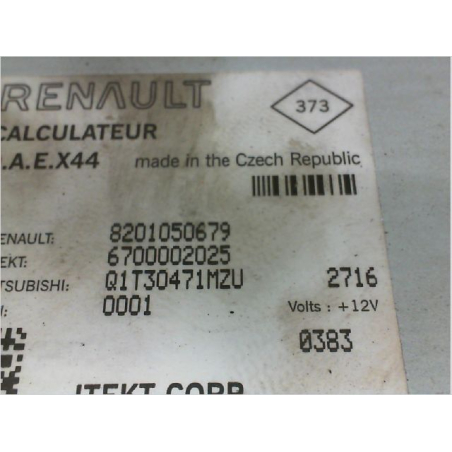 RENAULT
373
CALCULATEUR
.A.E.X44 made in the Czech Republic
ENAULT: 8201050679
EKT: 6700002025
TSUBISHI: Q1T30471MZU 2716
I: 0001 Volts : +12V
0383
JTEKT CORP